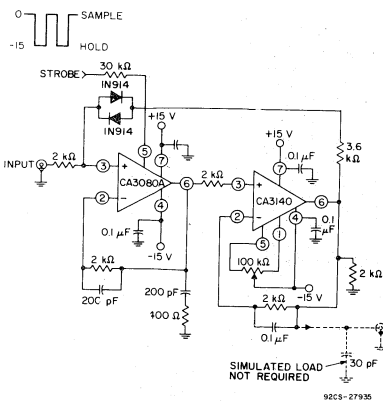 0
SAMPLE
-15
HOLD
STROBE
30 kΩ
1N914
1N914
+15 V
+15 V
0.1 µF
3.6
kΩ
INPUT
2 kΩ
3
+
5
7
CA3080A
6
2 kΩ
2
−
4
0.1 µF
-15 V
3
+
7
CA3140
6
2
−
4
5
1
0.1
µF
100 kΩ
-15 V
2 kΩ
2 kΩ
20C pF
200 pF
400 Ω
2 kΩ
0.1 µF
SIMULATED LOAD
NOT REQUIRED
30 pF
92CS-27935